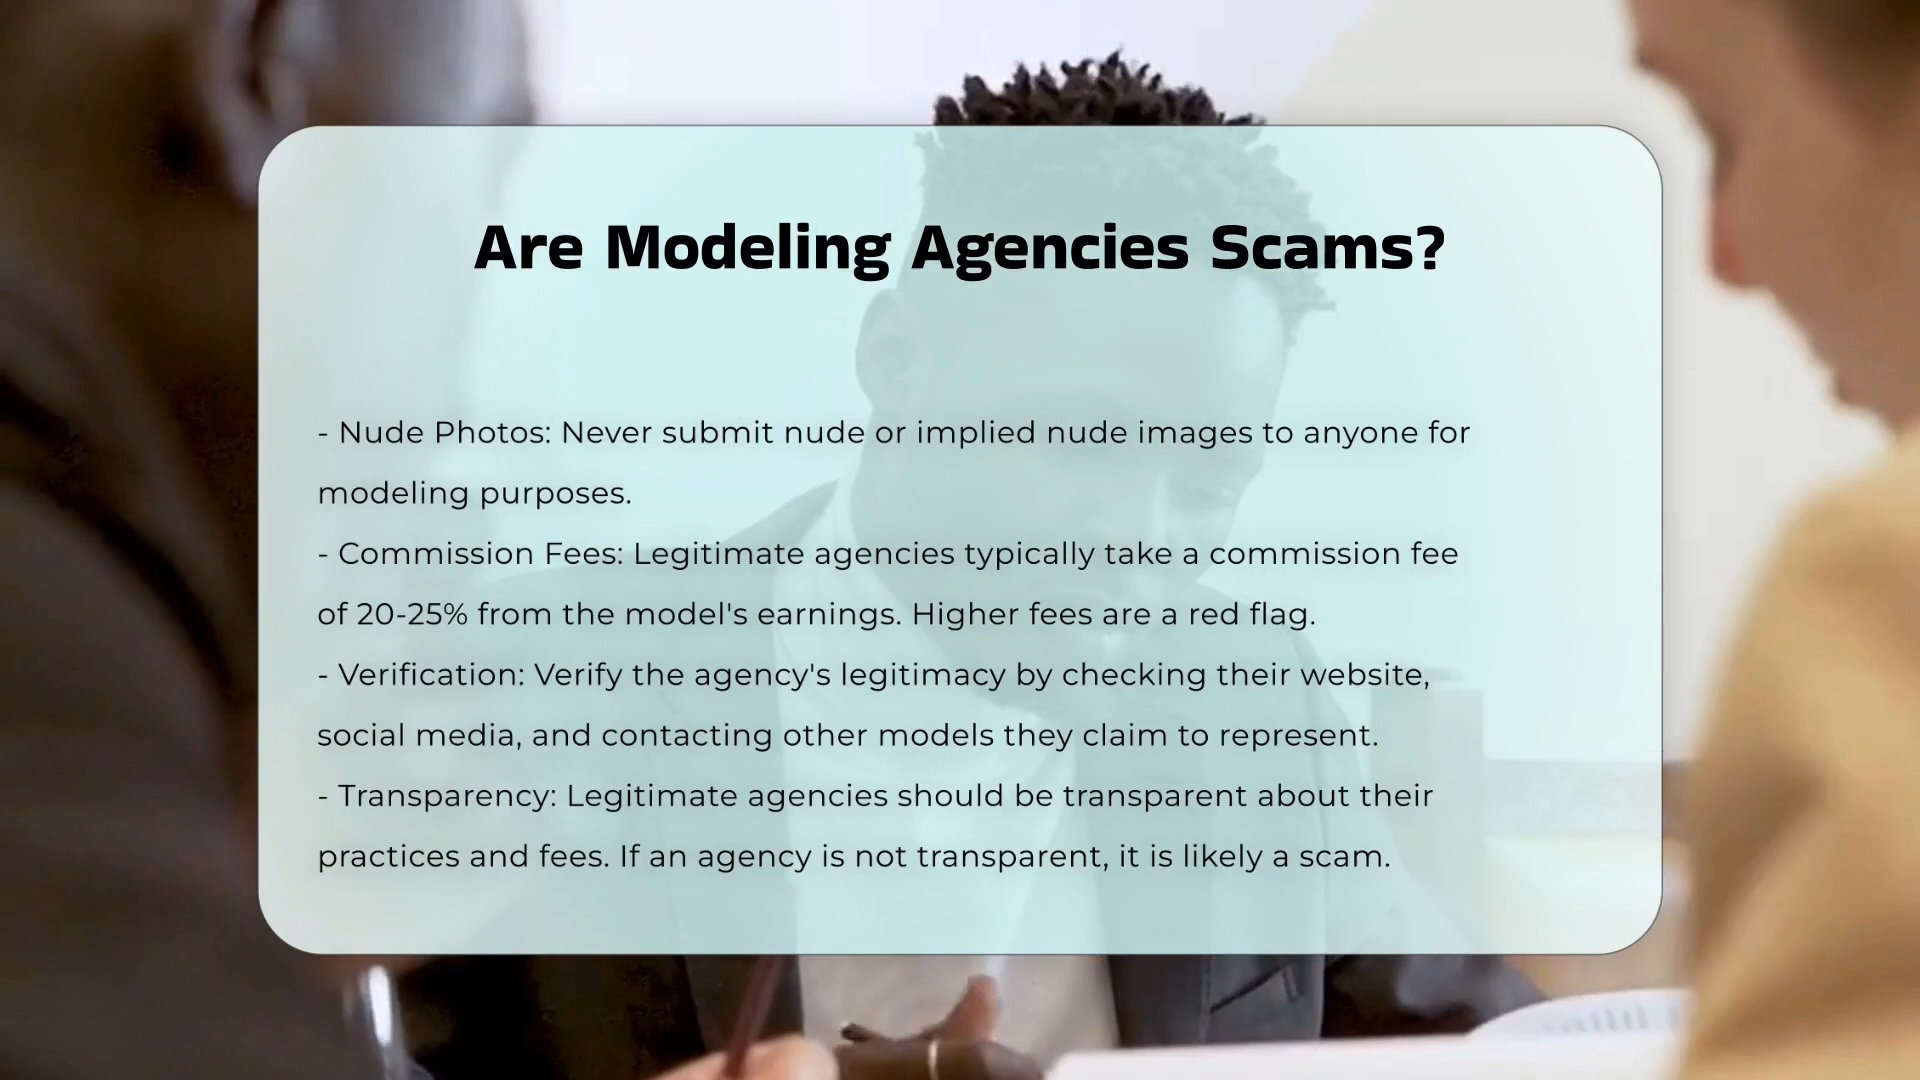 Are Modeling Agencies Scams?
- Nude Photos: Never submit nude or implied nude images to anyone for
modeling purposes.
- Commission Fees: Legitimate agencies typically take a commission fee
of 20-25% from the model's earnings. Higher fees are a red flag.
- Verification: Verify the agency's legitimacy by checking their website,
social media, and contacting other models they claim to represent.
- Transparency: Legitimate agencies should be transparent about their
practices and fees. If an agency is not transparent, it is likely a scam.